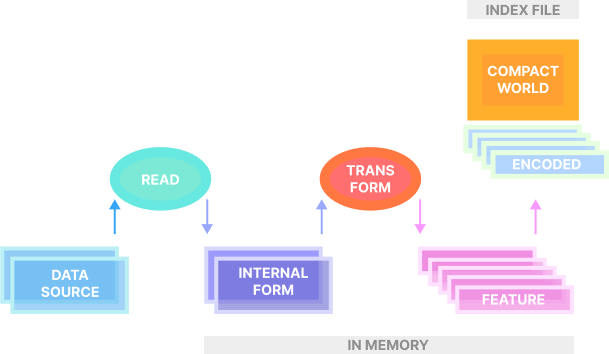 INDEX FILE
COMPACT
WORLD
ENCODED
READ
TRANS
FORM
DATA
SOURCE
INTERNAL
FORM
FEATURE
IN MEMORY